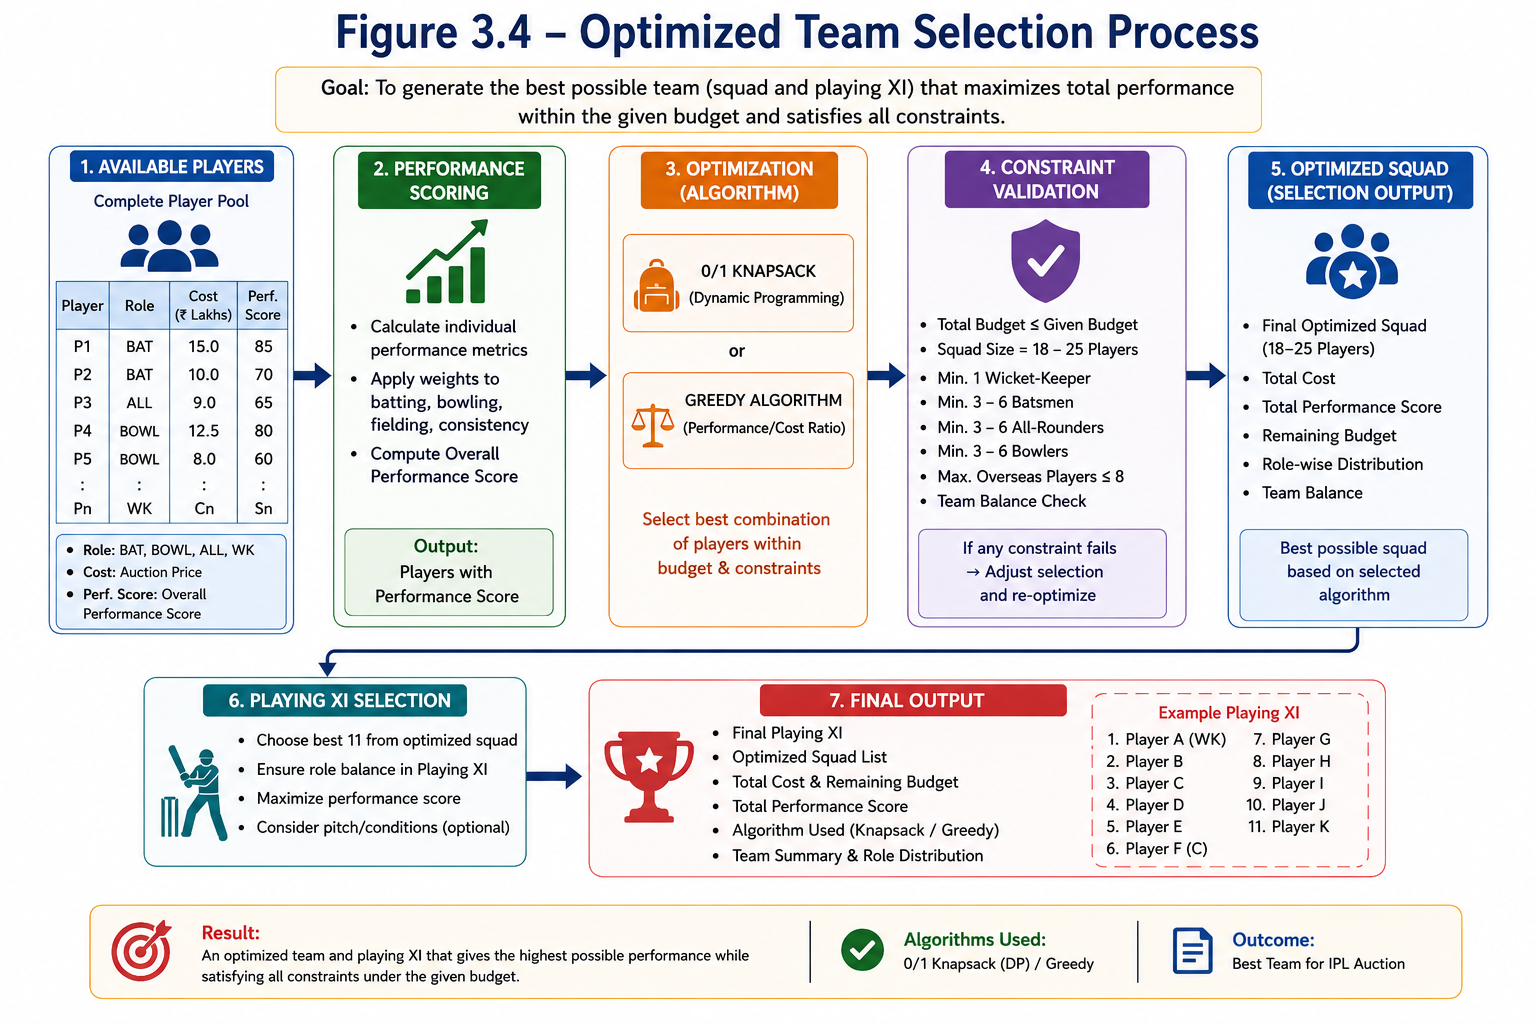 Figure 3.4 – Optimized Team Selection Process
Goal: To generate the best possible team (squad and playing XI) that maximizes total performance
within the given budget and satisfies all constraints.
1. AVAILABLE PLAYERS
Complete Player Pool
Player Role Cost (₹ Lakhs) Perf. Score
P1 BAT 15.0 85
P2 BAT 10.0 70
P3 ALL 9.0 65
P4 BOWL 12.5 80
P5 BOWL 8.0 60
: : : :
Pn WK Cn Sn
• Role: BAT, BOWL, ALL, WK
• Cost: Auction Price
• Perf. Score: Overall
Performance Score
2. PERFORMANCE
SCORING
• Calculate individual
performance metrics
• Apply weights to
batting, bowling,
fielding, consistency
• Compute Overall
Performance Score
Output:
Players with
Performance Score
3. OPTIMIZATION
(ALGORITHM)
0/1 KNAPSACK
(Dynamic Programming)
or
GREEDY ALGORITHM
(Performance/Cost Ratio)
Select best combination
of players within
budget & constraints
4. CONSTRAINT
VALIDATION
• Total Budget ≤ Given Budget
• Squad Size = 18 – 25 Players
• Min. 1 Wicket-Keeper
• Min. 3 – 6 Batsmen
• Min. 3 – 6 All-Rounders
• Min. 3 – 6 Bowlers
• Max. Overseas Players ≤ 8
• Team Balance Check
If any constraint fails
→ Adjust selection
and re-optimize
5. OPTIMIZED SQUAD
(SELECTION OUTPUT)
• Final Optimized Squad
(18–25 Players)
• Total Cost
• Total Performance Score
• Remaining Budget
• Role-wise Distribution
• Team Balance
Best possible squad
based on selected
algorithm
6. PLAYING XI SELECTION
• Choose best 11 from optimized squad
• Ensure role balance in Playing XI
• Maximize performance score
• Consider pitch/conditions (optional)
7. FINAL OUTPUT
• Final Playing XI
• Optimized Squad List
• Total Cost & Remaining Budget
• Total Performance Score
• Algorithm Used (Knapsack / Greedy)
• Team Summary & Role Distribution
Example Playing XI
1. Player A (WK)
2. Player B
3. Player C
4. Player D
5. Player E
6. Player F (C)
7. Player G
8. Player H
9. Player I
10. Player J
11. Player K
Result:
An optimized team and playing XI that gives the highest possible performance while
satisfying all constraints under the given budget.
Algorithms Used:
0/1 Knapsack (DP) / Greedy
Outcome:
Best Team for IPL Auction